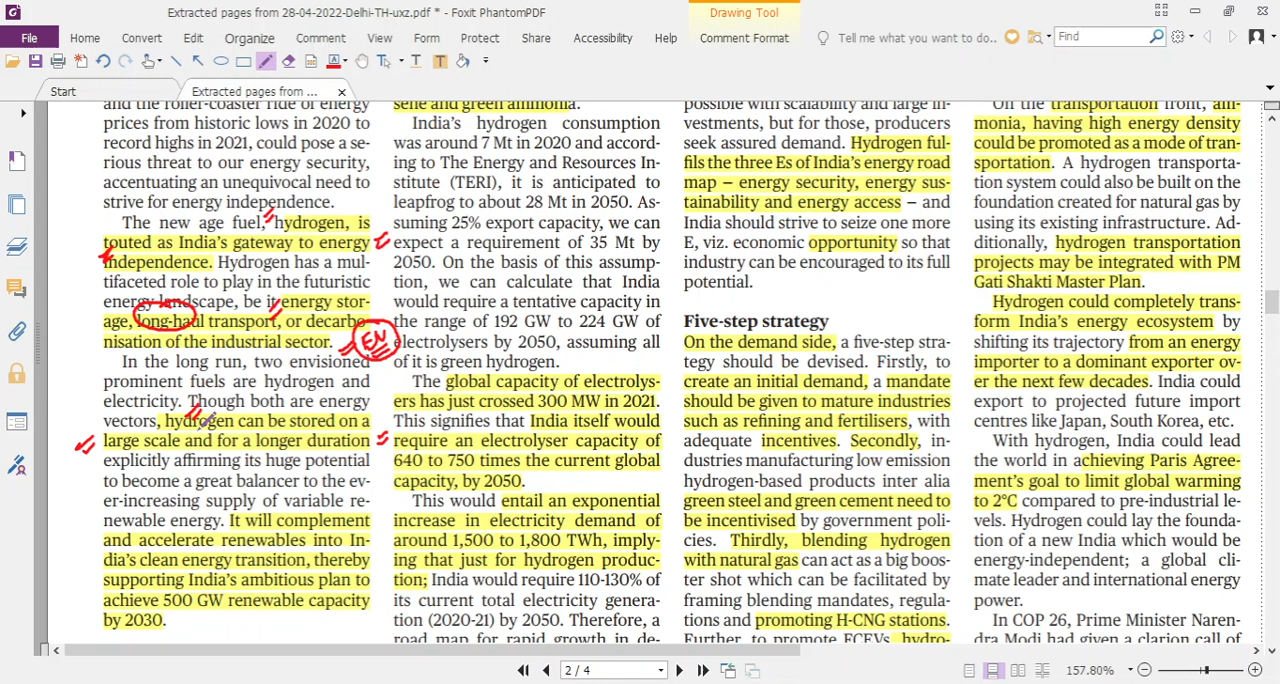 Extracted pages from 28-04-2022-Delhi-TH-uxz.pdf * - Foxit PhantomPDF
Drawing Tool
File
Home
Convert
Edit
Organize
Comment
View
Form
Protect
Share
Accessibility
Help
Comment Format
Tell me what you want to do..
Find
Start
Extracted pages from ...
and the roller-coaster ride of energy
prices from historic lows in 2020 to
record highs in 2021, could pose a se-
rious threat to our energy security,
accentuating an unequivocal need to
strive for energy independence.
The new age fuel, hydrogen, is
touted as India's gateway to energy
independence. Hydrogen has a mul-
tifaceted role to play in the futuristic
energy landscape, be it energy stor-
age, long-haul transport, or decarbo-
nisation of the industrial sector.
EN
In the long run, two envisioned
prominent fuels are hydrogen and
electricity. Though both are energy
vectors, hydrogen can be stored on a
large scale and for a longer duration
explicitly affirming its huge potential
to become a great balancer to the ev-
er-increasing supply of variable re-
newable energy. It will complement
and accelerate renewables into In-
dia's clean energy transition, thereby
supporting India's ambitious plan to
achieve 500 GW renewable capacity
by 2030.
sene and green ammonia.
India's hydrogen consumption
was around 7 Mt in 2020 and accord-
ing to The Energy and Resources In-
stitute (TERI), it is anticipated to
leapfrog to about 28 Mt in 2050. As-
suming 25% export capacity, we can
expect a requirement of 35 Mt by
2050. On the basis of this assump-
tion, we can calculate that India
would require a tentative capacity in
the range of 192 GW to 224 GW of
electrolysers by 2050, assuming all
of it is green hydrogen.
The global capacity of electrolys-
ers has just crossed 300 MW in 2021.
This signifies that India itself would
require an electrolyser capacity of
640 to 750 times the current global
capacity, by 2050.
This would entail an exponential
increase in electricity demand of
around 1,500 to 1,800 TWh, imply-
ing that just for hydrogen produc-
tion; India would require 110-130% of
its current total electricity genera-
tion (2020-21) by 2050. Therefore, a
road map for rapid growth in de-
possible with scalability and large in-
vestments, but for those, producers
seek assured demand. Hydrogen ful-
fils the three Es of India's energy road
map – energy security, energy sus-
tainability and energy access – and
India should strive to seize one more
E, viz. economic opportunity so that
industry can be encouraged to its full
potential.
Five-step strategy
On the demand side, a five-step stra-
tegy should be devised. Firstly, to
create an initial demand, a mandate
should be given to mature industries
such as refining and fertilisers, with
adequate incentives. Secondly, in-
dustries manufacturing low emission
hydrogen-based products inter alia
green steel and green cement need to
be incentivised by government poli-
cies. Thirdly, blending hydrogen
with natural gas can act as a big boos-
ter shot which can be facilitated by
framing blending mandates, regula-
tions and promoting H-CNG stations.
Further, to promote FCEVs, hydro-
On the transportation front, am-
monia, having high energy density
could be promoted as a mode of tran-
sportation. A hydrogen transporta-
tion system could also be built on the
foundation created for natural gas by
using its existing infrastructure. Ad-
ditionally, hydrogen transportation
projects may be integrated with PM
Gati Shakti Master Plan.
Hydrogen could completely trans-
form India's energy ecosystem by
shifting its trajectory from an energy
importer to a dominant exporter ov-
er the next few decades. India could
export to projected future import
centres like Japan, South Korea, etc.
With hydrogen, India could lead
the world in achieving Paris Agree-
ment's goal to limit global warming
to 2°C compared to pre-industrial le-
vels. Hydrogen could lay the founda-
tion of a new India which would be
energy-independent; a global cli-
mate leader and international energy
power.
In COP 26, Prime Minister Naren-
dra Modi had given a clarion call of
2 / 4
157.80%